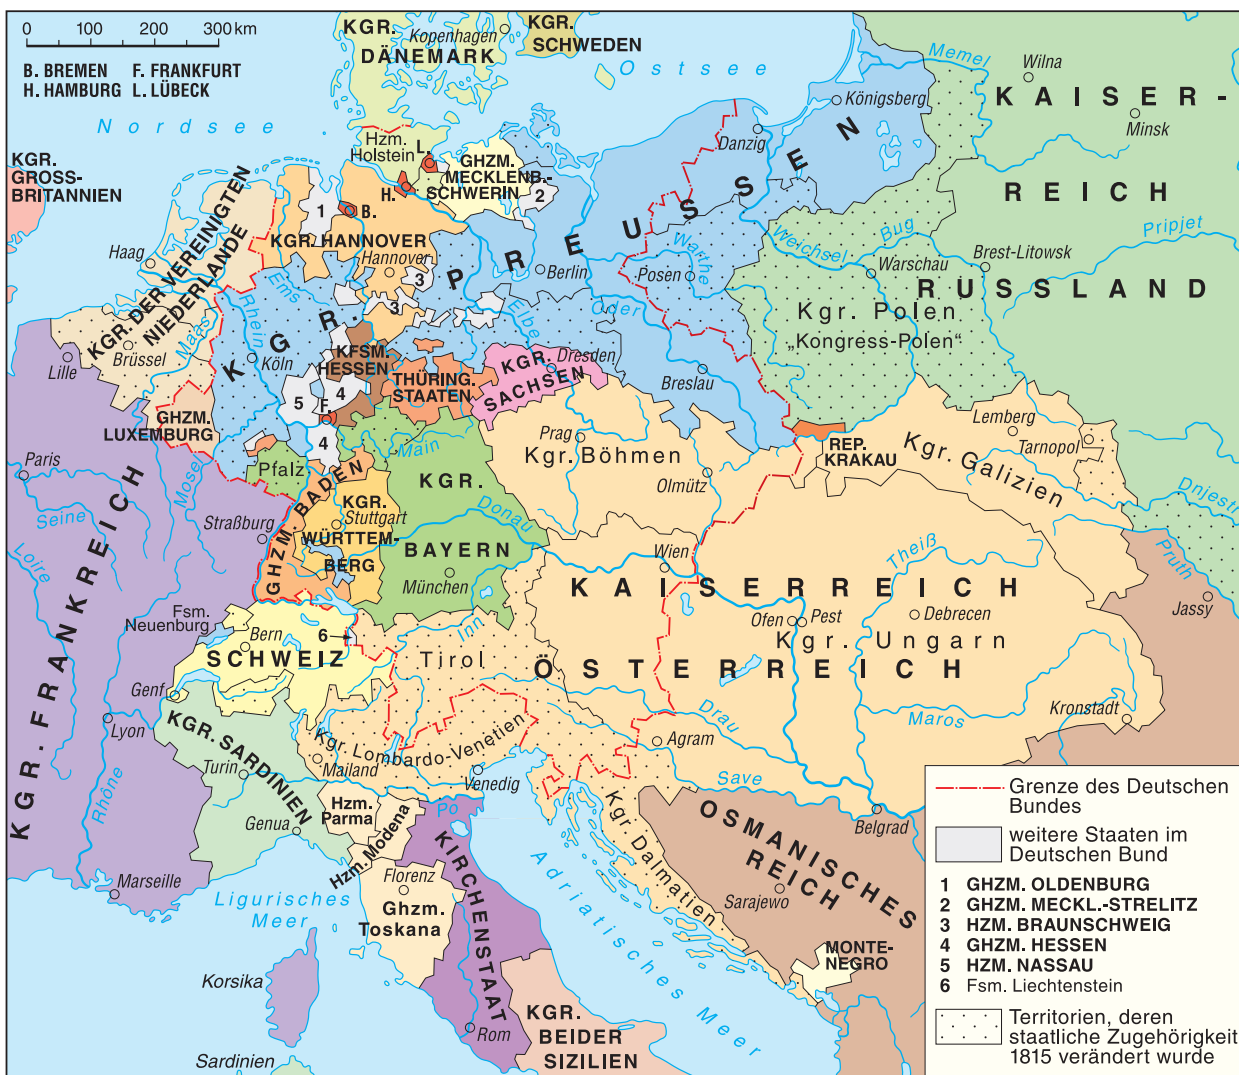 0 100 200 300 km
B. BREMEN F. FRANKFURT
H. HAMBURG L. LÜBECK
Nordsee
Ostsee
KGR.
DÄNEMARK
Kopenhagen
KGR.
SCHWEDEN
Memel
Wilna
KAISER-
Minsk
REICH
RUSSLAND
Königsberg
Danzig
KGR.
GROSS-
BRITANNIEN
Hzm.
Holstein
L.
H.
GHZM.
MECKLENB.-
SCHWERIN
2
1
B.
KGR. HANNOVER
Hannover
3
3
Haag
KGR. DER VEREINIGTEN
NIEDERLANDE
Brüssel
Lille
Maas
Rhein
Ems
Köln
KGR.
PREUSSEN
Berlin
Elbe
Oder
Posen
Warthe
Weichsel
Bug
Pripjet
Brest-Litowsk
Warschau
Kgr. Polen
„Kongress-Polen“
KFSM.
HESSEN
4
5
F.
4
THÜRING.
STAATEN
KGR.
SACHSEN
Dresden
Breslau
GHZM.
LUXEMBURG
Pfalz
Main
Mosel
Paris
Seine
Loire
KGR. FRANKREICH
Straßburg
GHZM. BADEN
KGR.
Stuttgart
WÜRTTEM-
BERG
KGR.
BAYERN
Donau
München
Prag
Kgr. Böhmen
Olmütz
REP.
KRAKAU
Lemberg
Tarnopol
Kgr. Galizien
Dnjestr
Pruth
Jassy
Wien
KAISERREICH
ÖSTERREICH
Theiß
Ofen
Pest
Debrecen
Kgr. Ungarn
Maros
Kronstadt
Fsm.
Neuenburg
Bern
SCHWEIZ
6
Genf
Inn
Tirol
Drau
Agram
Save
Belgrad
Lyon
Rhône
Marseille
KGR. SARDINIEN
Turin
Genua
Kgr. Lombardo-Venetien
Mailand
Venedig
Po
Hzm.
Parma
Hzm. Modena
Florenz
Ghzm.
Toskana
KIRCHENSTAAT
Rom
Ligurisches
Meer
Korsika
Sardinien
Adriatisches Meer
Kgr. Dalmatien
OSMANISCHES
REICH
Sarajewo
MONTE-
NEGRO
KGR.
BEIDER
SIZILIEN
Grenze des Deutschen
Bundes
weitere Staaten im
Deutschen Bund
1 GHZM. OLDENBURG
2 GHZM. MECKL.-STRELITZ
3 HZM. BRAUNSCHWEIG
4 GHZM. HESSEN
5 HZM. NASSAU
6 Fsm. Liechtenstein
Territorien, deren
staatliche Zugehörigkeit
1815 verändert wurde